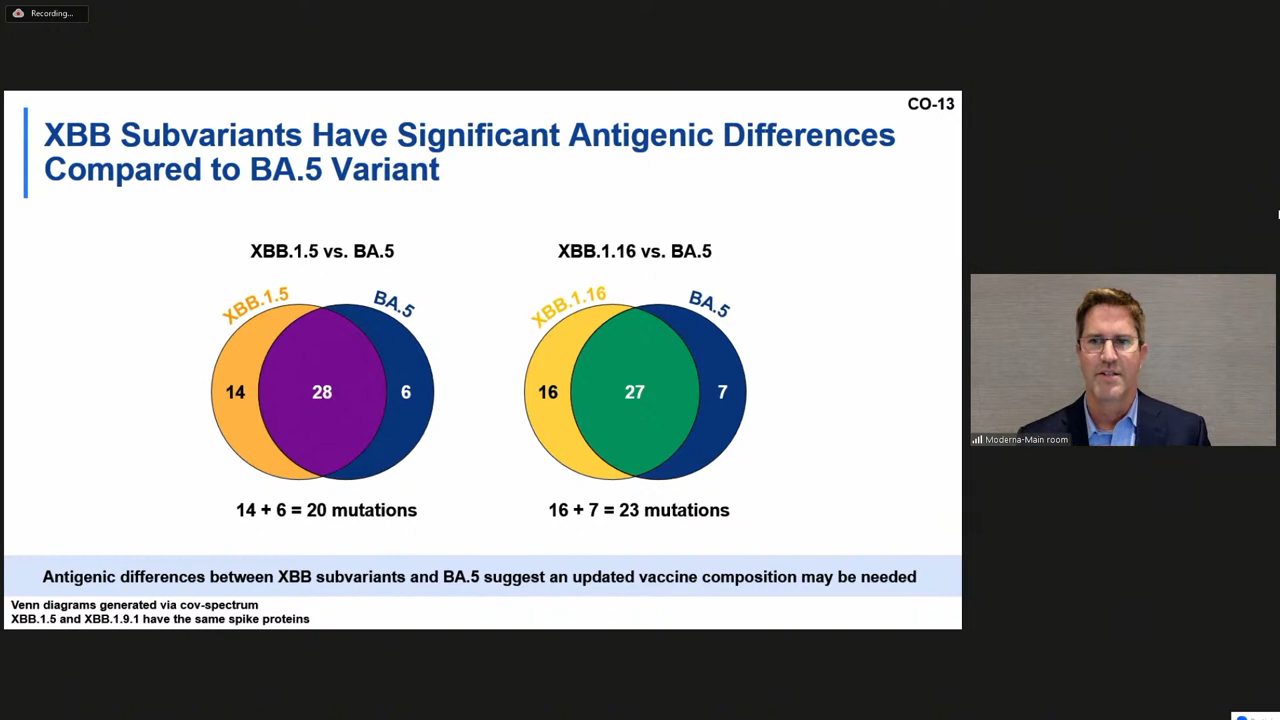 Recording...
CO-13
XBB Subvariants Have Significant Antigenic Differences
Compared to BA.5 Variant
XBB.1.5 vs. BA.5
XBB.1.16 vs. BA.5
XBB.1.5
BA.5
XBB.1.16
BA.5
14
28
6
16
27
7
14 + 6 = 20 mutations
16 + 7 = 23 mutations
Moderna-Main room
Antigenic differences between XBB subvariants and BA.5 suggest an updated vaccine composition may be needed
Venn diagrams generated via cov-spectrum
XBB.1.5 and XBB.1.9.1 have the same spike proteins